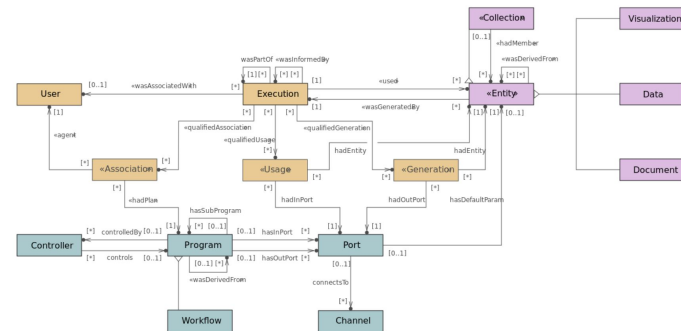 «Collection»
Visualization
[0..1]
[*]
«hadMember»
wasPartOf
«wasInformedBy
«wasDerivedFrom»
[1] [*]
[*] [*]
[1]
«used»
[*]
[*] [*]
User
[0..1]
«wasAssociatedWith»
[*]
Execution
«Entity»
Data
[1]
[*]
[*]
[*]
[1]
«wasGeneratedBy
[*]
[1]
[1]
[0..1]
«agent»
«qualifiedAssociation»
«qualifiedUsage»
«qualifiedGeneration»
hadEntity
hadEntity
[*]
«Association»
[*]
[*]
«Usage»
[*]
[*]
«Generation»
[*]
Document
[*]
[*]
[*]
«hadPlan»
hadInPort
hadOutPort
hasDefaultParam
hasSubProgram
[1]
[*] [0..1]
[1]
[1]
[*]
controlledBy
[0..1]
[0..1]
hasInPort
[*]
Controller
Program
Port
[*]
controls
[0..1]
[0..1]
hasOutPort
[*]
[0..1]
[0..1] [*]
[0..1]
«wasDerivedFrom»
connectsTo
[*]
Workflow
Channel